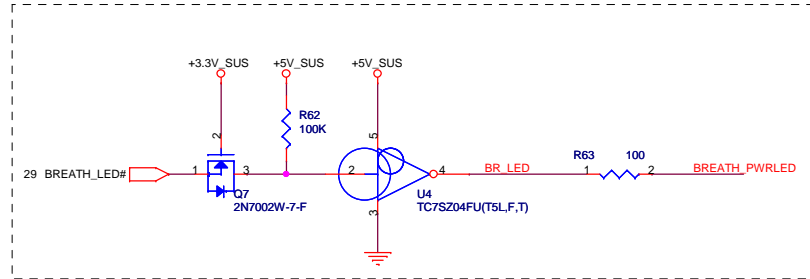 +3.3V_SUS +5V_SUS +5V_SUS
R62
100K
2
5
29 BREATH_LED#
1
3
2
4
BR_LED
R63 100
1
2
BREATH_PWRLED
Q7
2N7002W-7-F
U4
TC7SZ04FU(T5L,F,T)
3